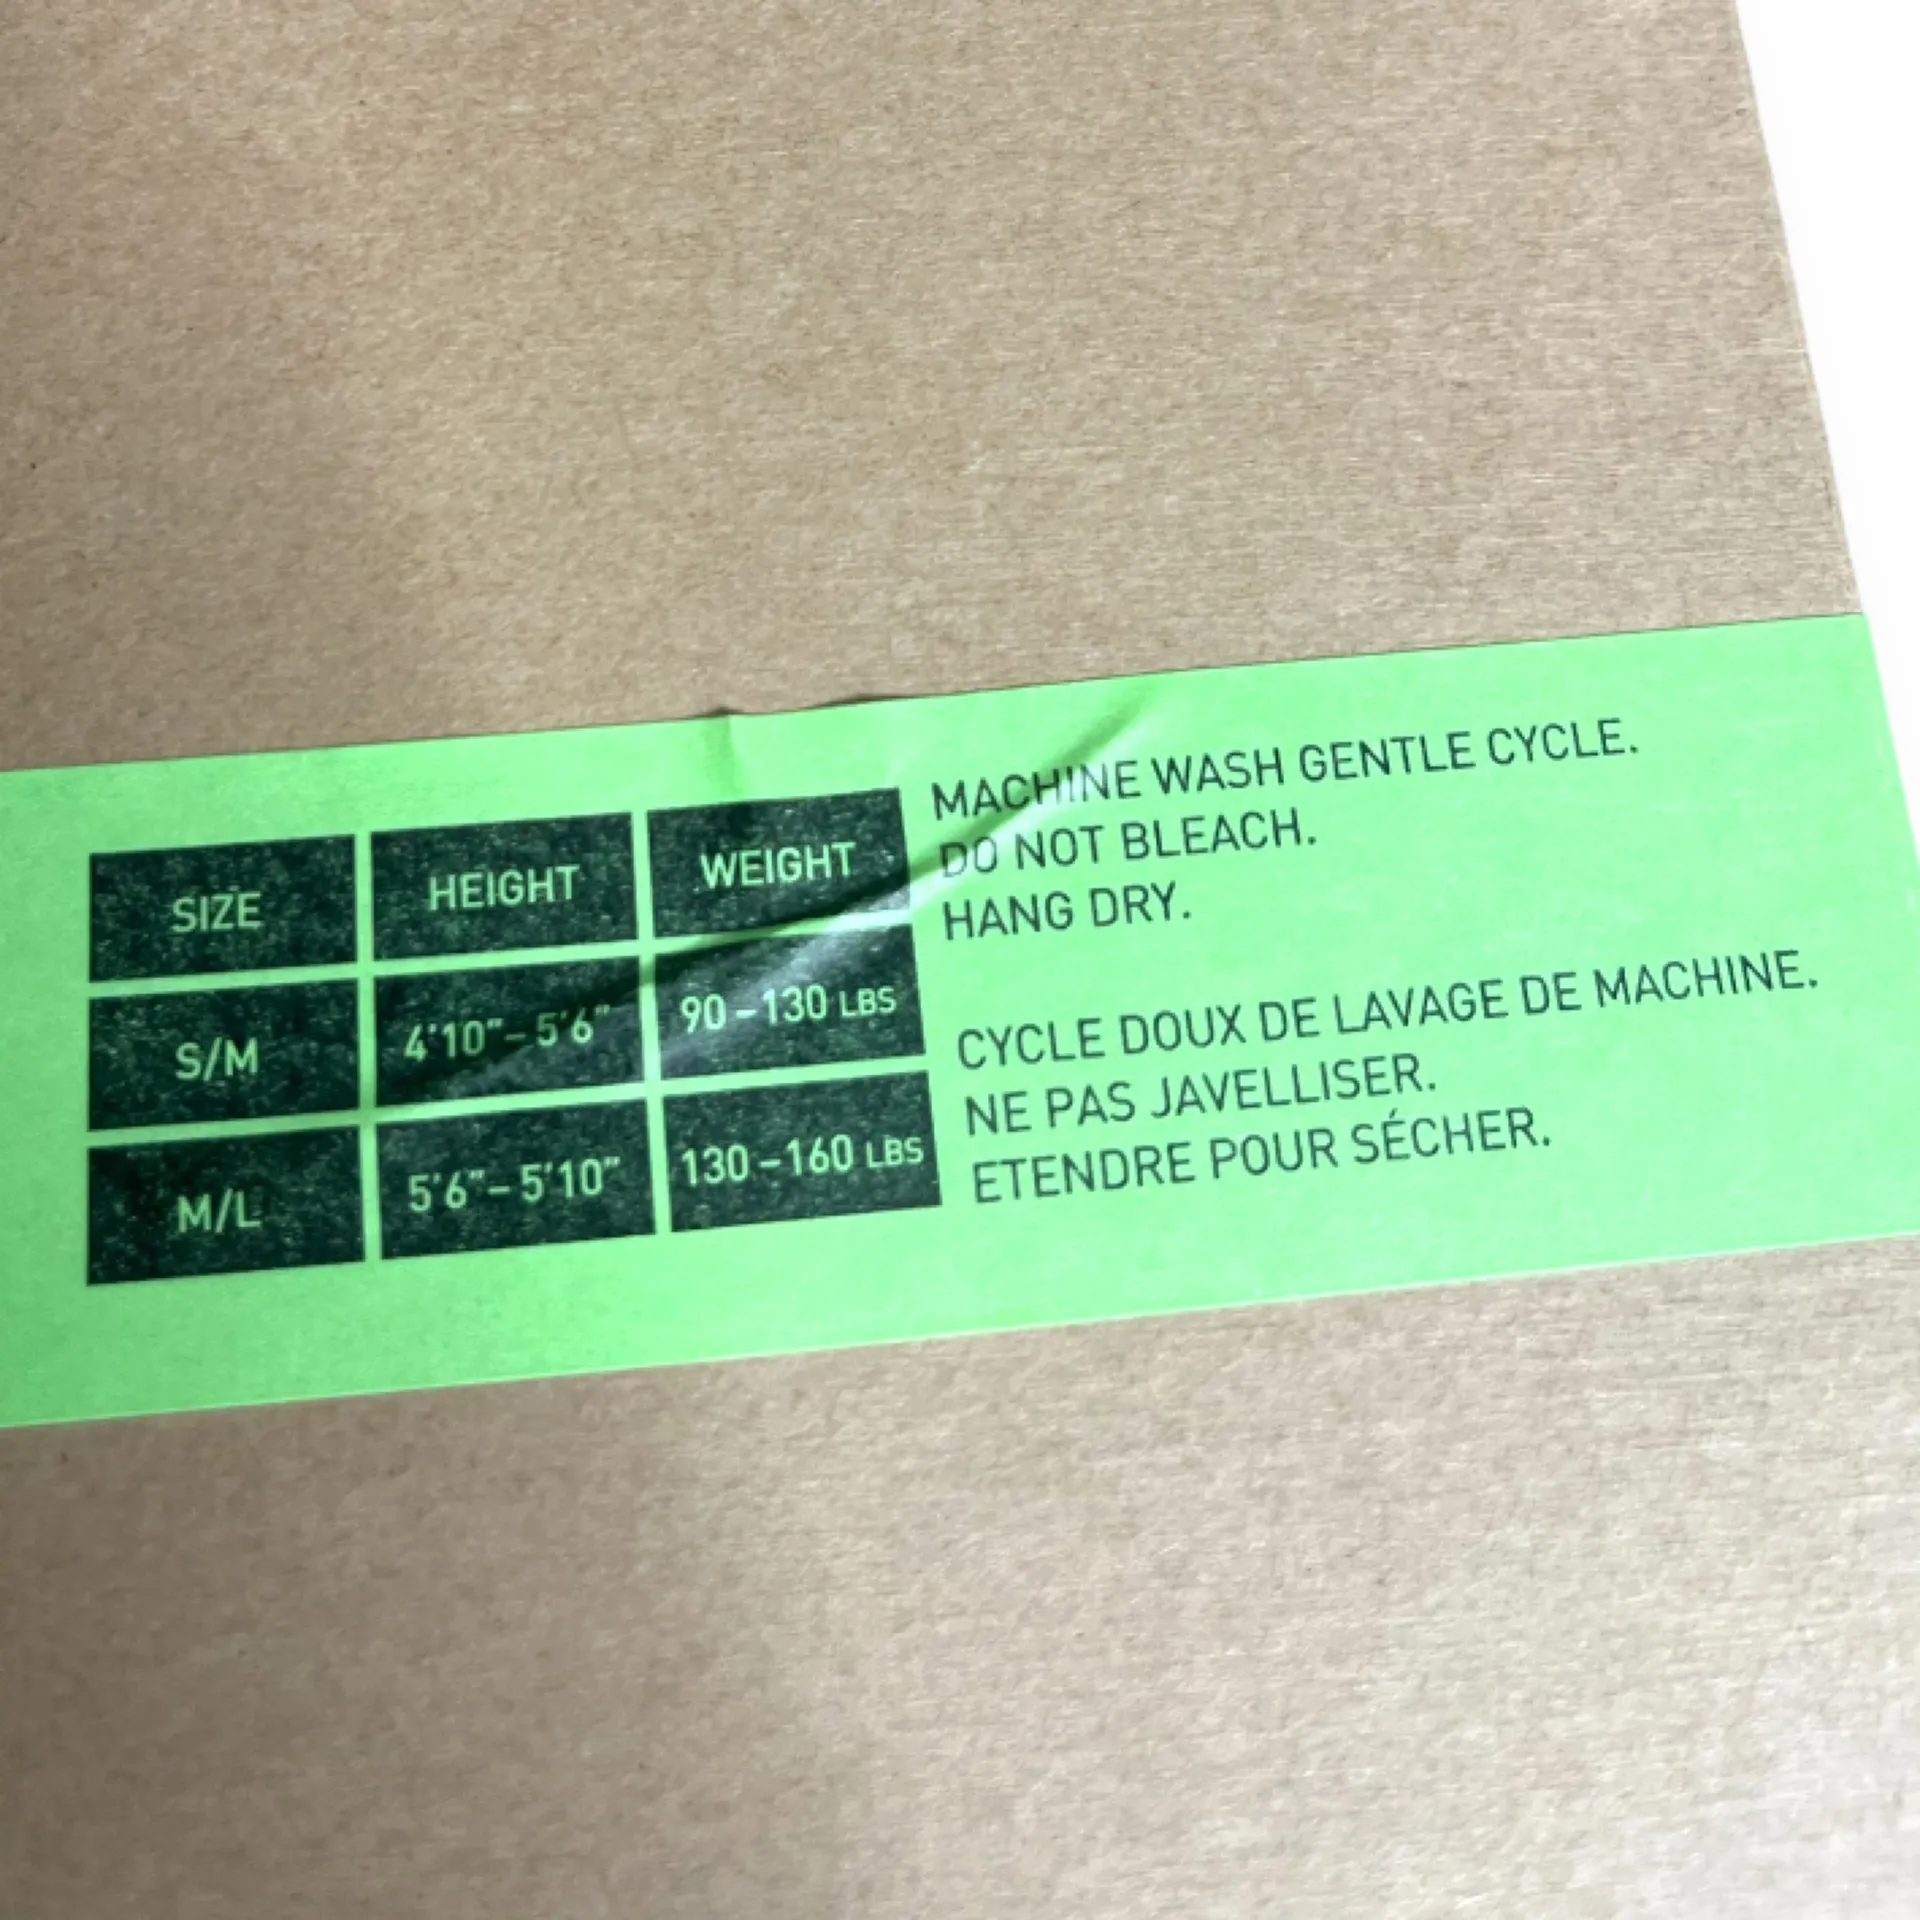 SIZE HEIGHT WEIGHT
S/M 4'10"–5'6" 90–130 LBS
M/L 5'6"–5'10" 130–160 LBS
MACHINE WASH GENTLE CYCLE.
DO NOT BLEACH.
HANG DRY.
CYCLE DOUX DE LAVAGE DE MACHINE.
NE PAS JAVELLISER.
ETENDRE POUR SÉCHER.